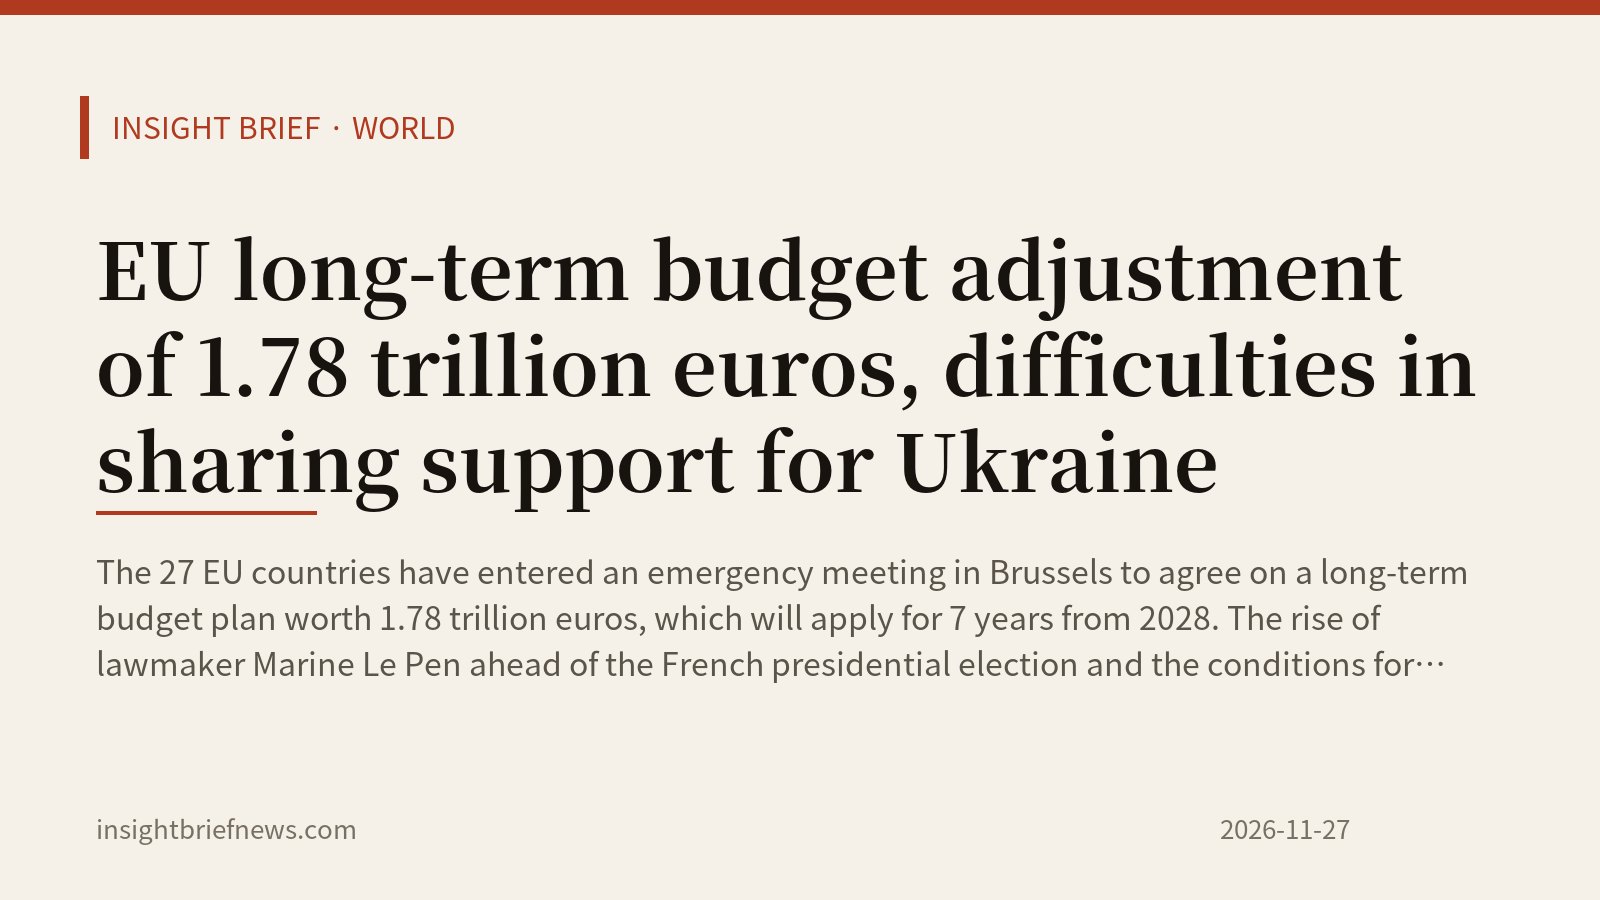 INSIGHT BRIEF · WORLD
EU long-term budget adjustment
of 1.78 trillion euros, difficulties in
sharing support for Ukraine
The 27 EU countries have entered an emergency meeting in Brussels to agree on a long-term
budget plan worth 1.78 trillion euros, which will apply for 7 years from 2028. The rise of
lawmaker Marine Le Pen ahead of the French presidential election and the conditions for⋯
insightbriefnews.com
2026-11-27